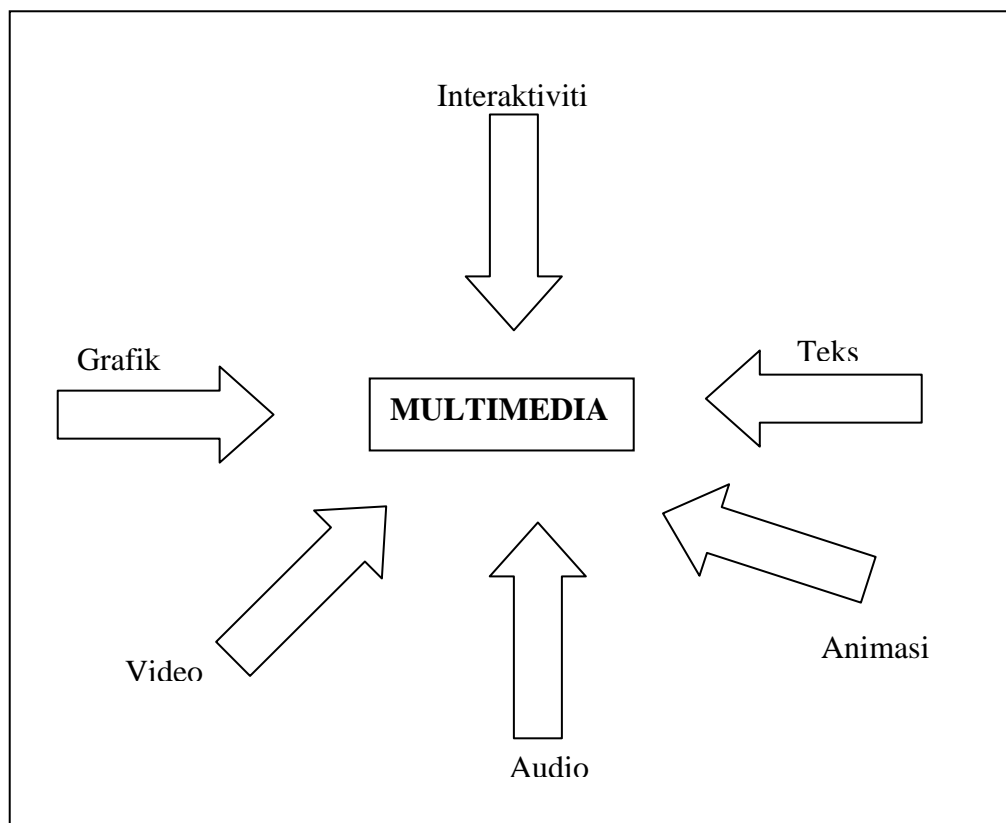 Interaktiviti
Grafik
Teks
MULTIMEDIA
Video
Animasi
Audio